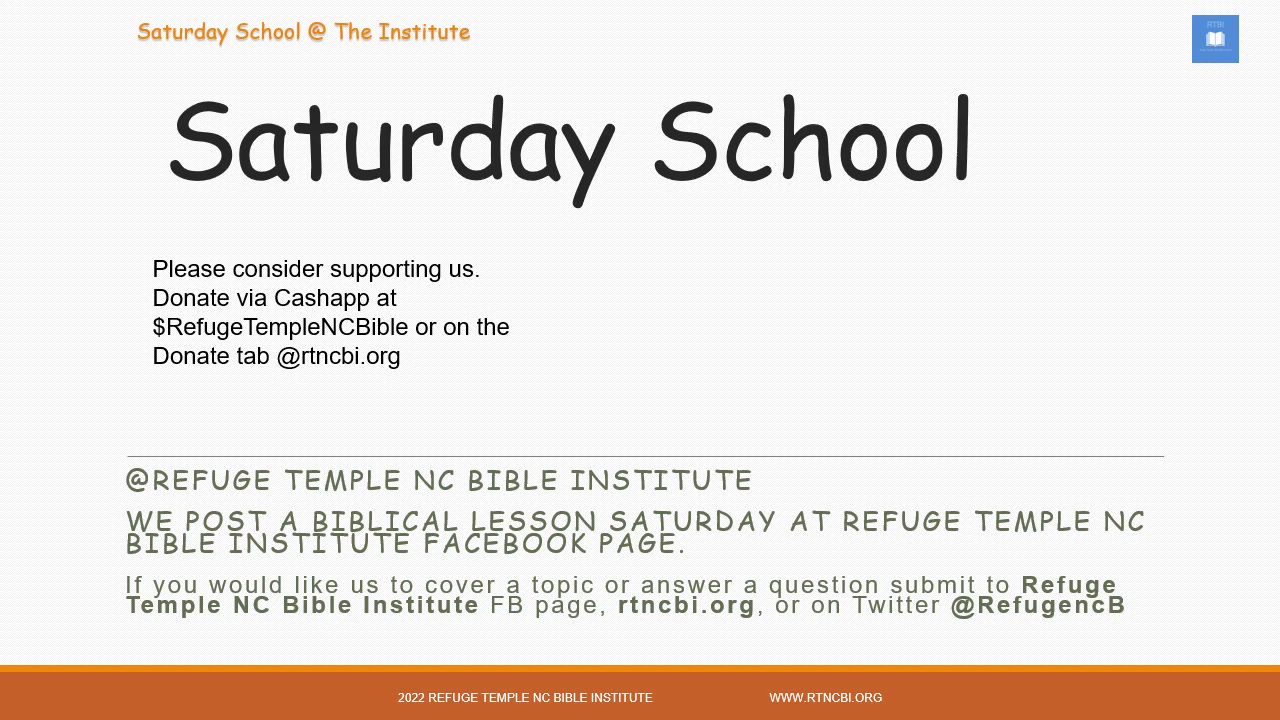 Saturday School @ The Institute
RTBI
Saturday School
Please consider supporting us.
Donate via Cashapp at
$RefugeTempleNCBible or on the
Donate tab @rtncbi.org
@REFUGE TEMPLE NC BIBLE INSTITUTE
WE POST A BIBLICAL LESSON SATURDAY AT REFUGE TEMPLE NC
BIBLE INSTITUTE FACEBOOK PAGE.
If you would like us to cover a topic or answer a question submit to Refuge
Temple NC Bible Institute FB page, rtncbi.org, or on Twitter @RefugencB
2022 REFUGE TEMPLE NC BIBLE INSTITUTE
WWW.RTNCBI.ORG